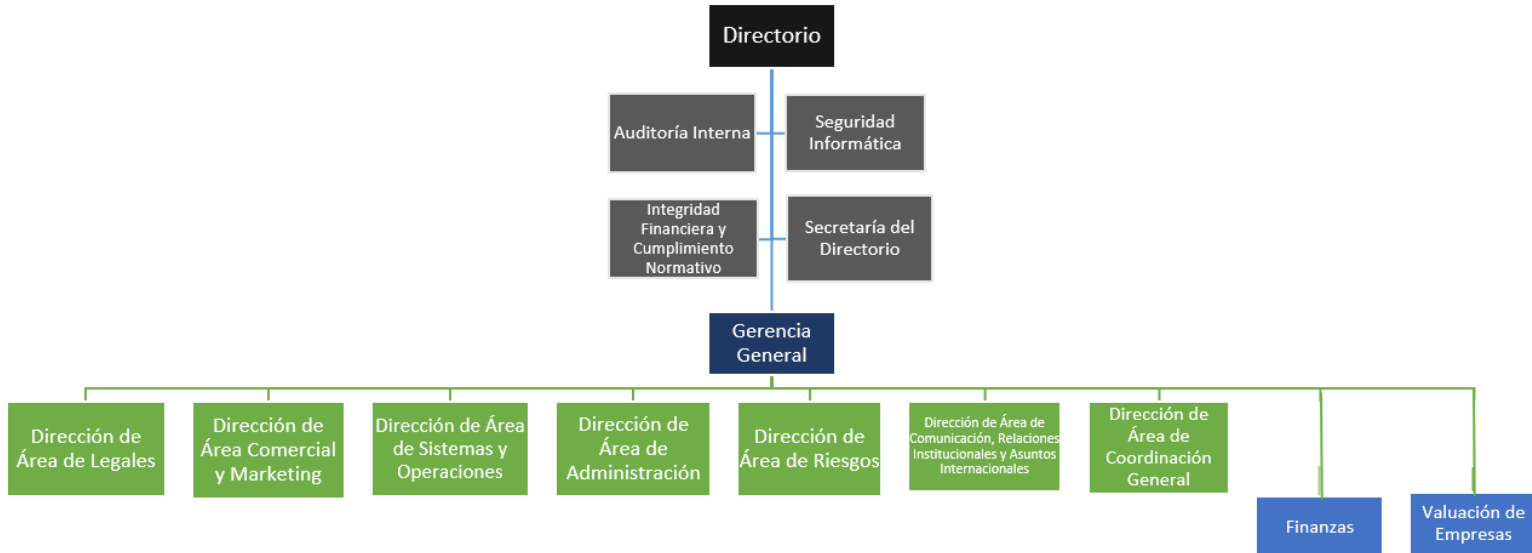 Directorio
Auditoría Interna
Seguridad
Informática
Integridad
Financiera y
Cumplimiento
Normativo
Secretaría del
Directorio
Gerencia
General
Dirección de
Área de Legales
Dirección de
Área Comercial
y Marketing
Dirección de Área
de Sistemas y
Operaciones
Dirección de
Área de
Administración
Dirección de
Área de Riesgos
Dirección de Área de
Comunicación, Relaciones
Institucionales y Asuntos
Internacionales
Dirección de
Área de
Coordinación
General
Finanzas
Valuación de
Empresas